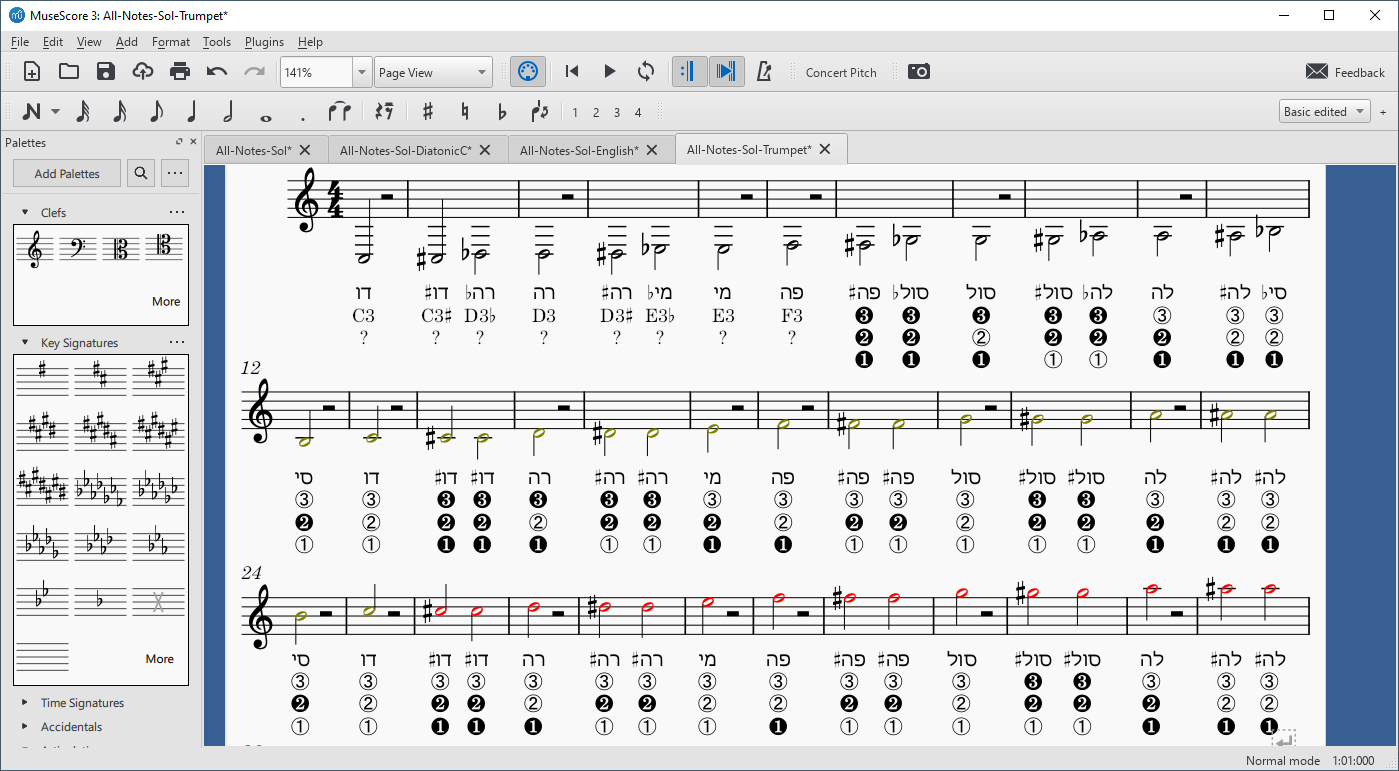 MuseScore 3: All-Notes-Sol-Trumpet*
File Edit View Add Format Tools Plugins Help
141% Page View Concert Pitch Feedback
1 2 3 4 Basic edited +
Palettes
Add Palettes ...
All-Notes-Sol* All-Notes-Sol-DiatonicC* All-Notes-Sol-English* All-Notes-Sol-Trumpet*
Clefs
More
Key Signatures
More
Time Signatures
Accidentals
4
4
דו דו♯ רה♭ רה רה♯ מי♭ מי פה פה♯ סול♭ סול סול♯ לה♭ לה לה♯ סי♭
C3 C3♯ D3♭ D3 D3♯ E3♭ E3 F3 ❸ ❸ ❸ ❸ ❸ ③ ③ ③
? ? ? ? ? ? ? ? ❷ ❷ ② ❷ ❷ ❷ ② ②
❶ ❶ ❶ ① ① ❶ ❶ ❶
12
סי דו דו♯ דו♯ רה רה♯ רה♯ מי פה פה♯ פה♯ סול סול♯ סול♯ לה לה♯ לה♯
③ ③ ❸ ❸ ❸ ❸ ❸ ③ ③ ③ ③ ③ ❸ ❸ ③ ③ ③
❷ ② ❷ ❷ ② ❷ ❷ ❷ ② ❷ ❷ ② ❷ ❷ ❷ ② ②
① ① ❶ ❶ ❶ ① ① ❶ ❶ ① ① ① ① ① ❶ ❶ ❶
24
סי דו דו♯ דו♯ רה רה♯ רה♯ מי פה פה♯ פה♯ סול סול♯ סול♯ לה לה♯ לה♯
③ ③ ③ ③ ③ ③ ③ ③ ③ ③ ③ ③ ❸ ❸ ③ ③ ③
❷ ② ❷ ❷ ② ❷ ❷ ② ② ❷ ❷ ② ❷ ❷ ❷ ② ②
① ① ❶ ❶ ❶ ① ① ① ❶ ① ① ① ① ① ❶ ❶ ❶
Normal mode 1:01:000